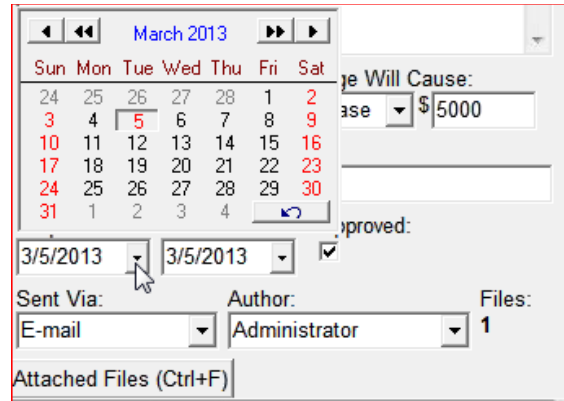 March 2013
Sun Mon Tue Wed Thu Fri Sat
24 25 26 27 28 1 2
3 4 5 6 7 8 9
10 11 12 13 14 15 16
17 18 19 20 21 22 23
24 25 26 27 28 29 30
31 1 2 3 4
ge Will Cause:
ase $ 5000
pproved:
3/5/2013 3/5/2013
Sent Via: Author: Files:
E-mail Administrator 1
Attached Files (Ctrl+F)